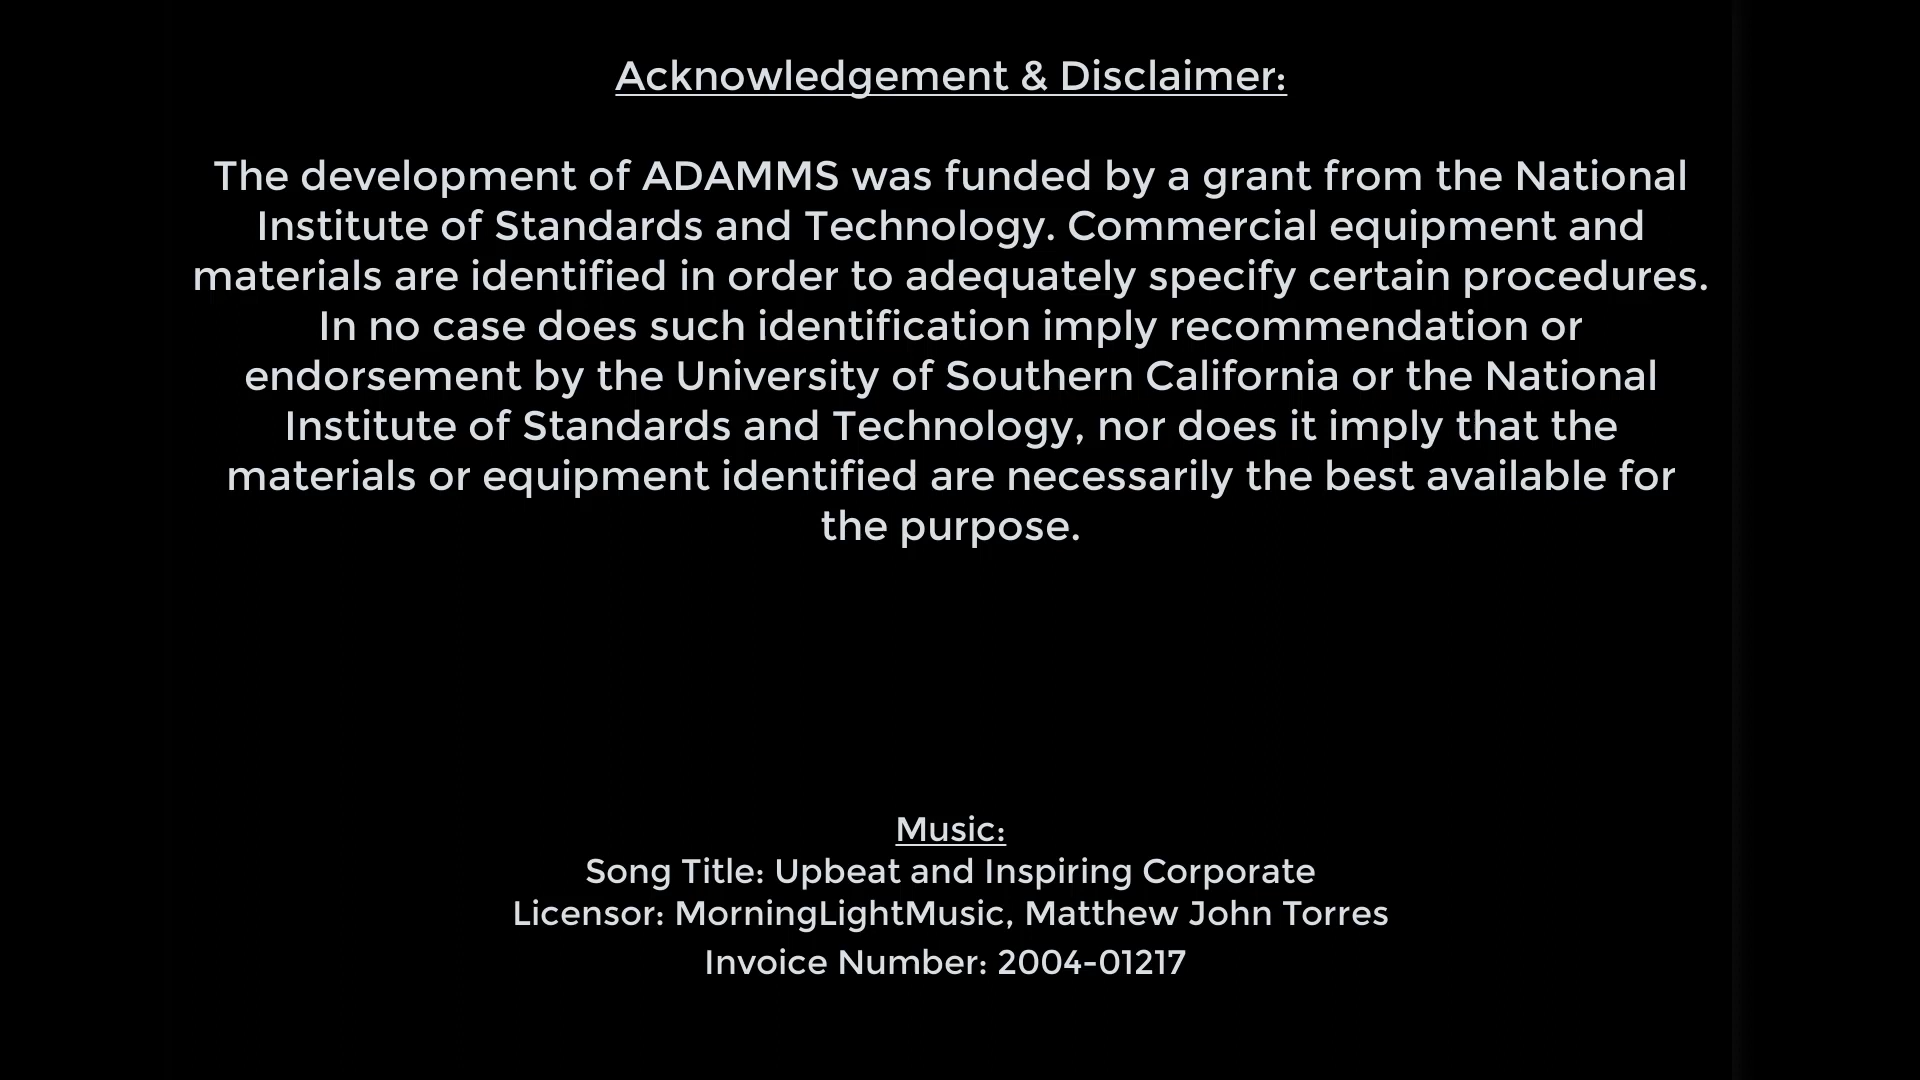 Acknowledgement & Disclaimer:
The development of ADAMMS was funded by a grant from the National
Institute of Standards and Technology. Commercial equipment and
materials are identified in order to adequately specify certain procedures.
In no case does such identification imply recommendation or
endorsement by the University of Southern California or the National
Institute of Standards and Technology, nor does it imply that the
materials or equipment identified are necessarily the best available for
the purpose.
Music:
Song Title: Upbeat and Inspiring Corporate
Licensor: MorningLightMusic, Matthew John Torres
Invoice Number: 2004-01217